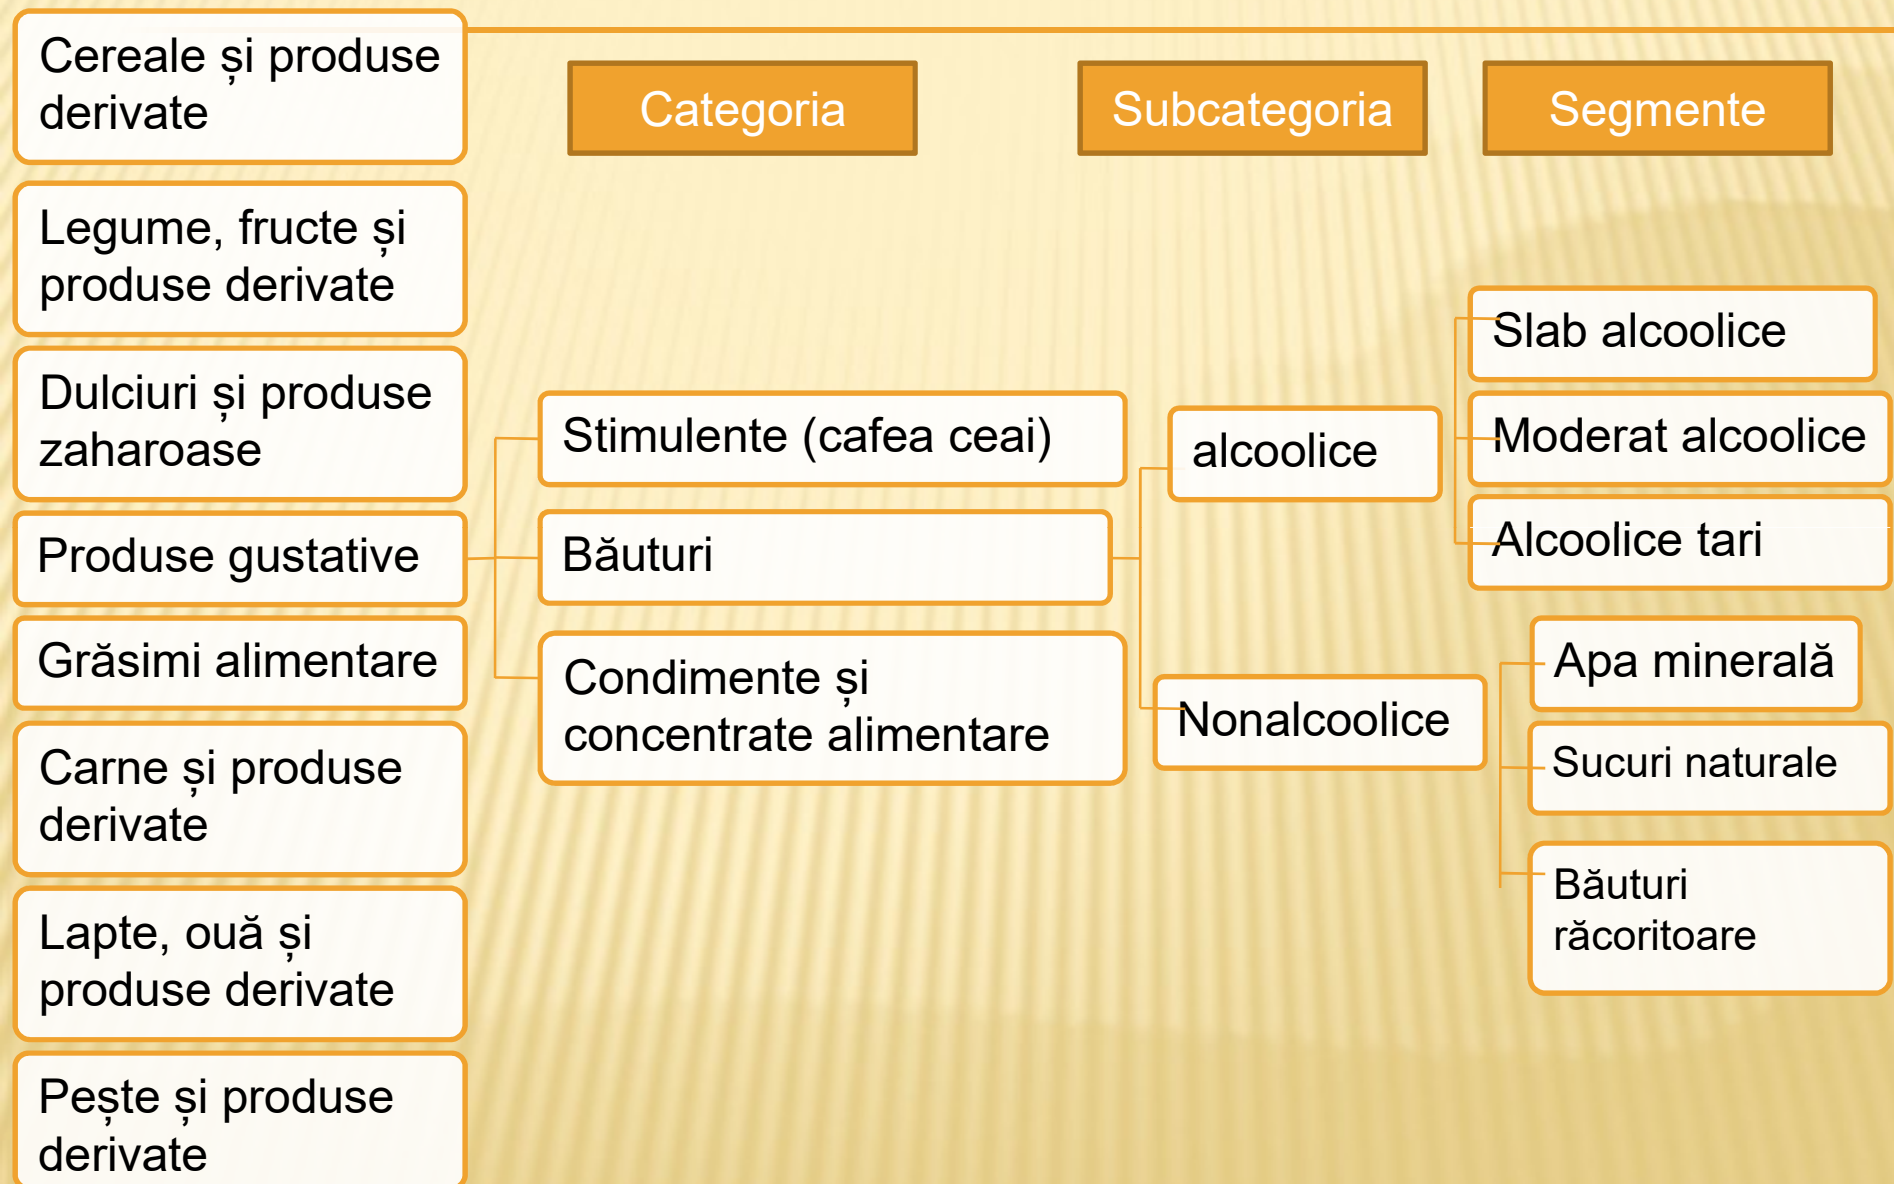 Cereale și produse
derivate
Legume, fructe și
produse derivate
Dulciuri și produse
zaharoase
Produse gustative
Grăsimi alimentare
Carne și produse
derivate
Lapte, ouă și
produse derivate
Pește și produse
derivate
Categoria
Stimulente (cafea ceai)
Băuturi
Condimente și
concentrate alimentare
Subcategoria
alcoolice
Nonalcoolice
Segmente
Slab alcoolice
Moderat alcoolice
Alcoolice tari
Apa minerală
Sucuri naturale
Băuturi
răcoritoare